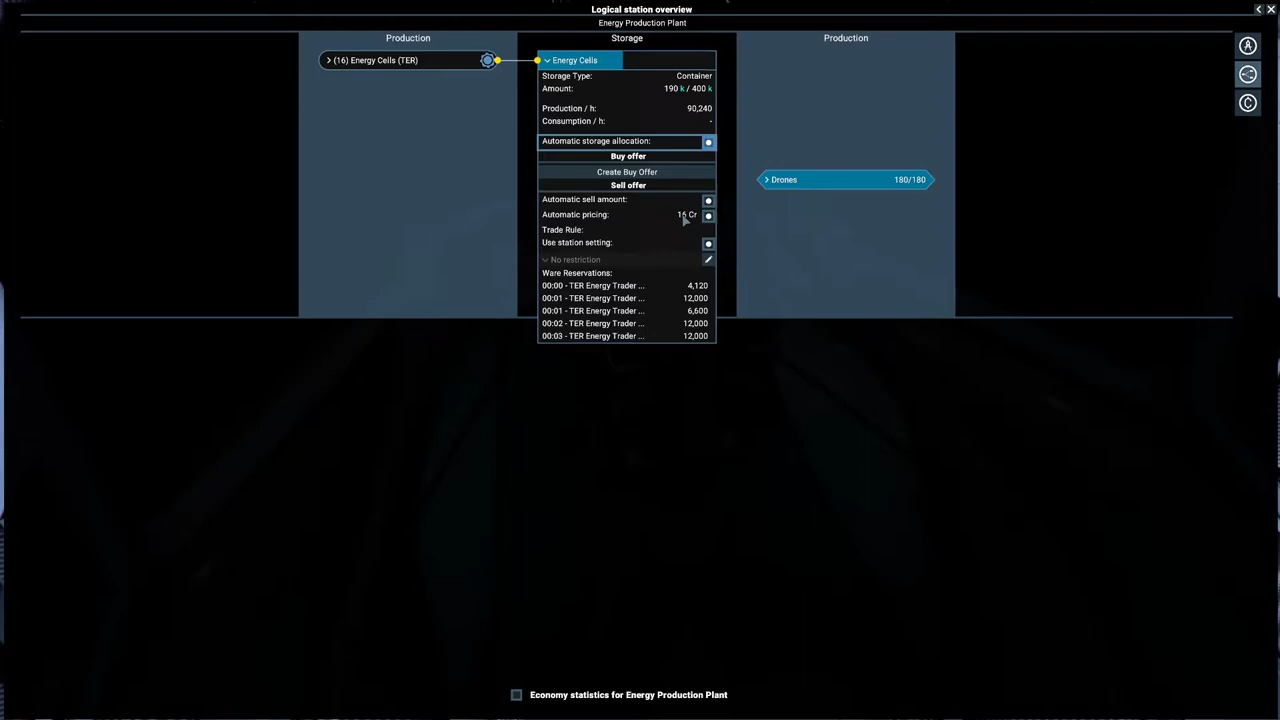 Logical station overview
Energy Production Plant
Production
Storage
Production
(16) Energy Cells (TER)
Energy Cells
Storage Type: Container
Amount: 190 k / 400 k
Production / h: 90,240
Consumption / h: -
Automatic storage allocation:
Buy offer
Create Buy Offer
Sell offer
Automatic sell amount:
Automatic pricing: 16 Cr
Trade Rule:
Use station setting:
No restriction
Ware Reservations:
00:00 - TER Energy Trader ... 4,120
00:01 - TER Energy Trader ... 12,000
00:01 - TER Energy Trader ... 6,600
00:02 - TER Energy Trader ... 12,000
00:03 - TER Energy Trader ... 12,000
Drones 180/180
Economy statistics for Energy Production Plant